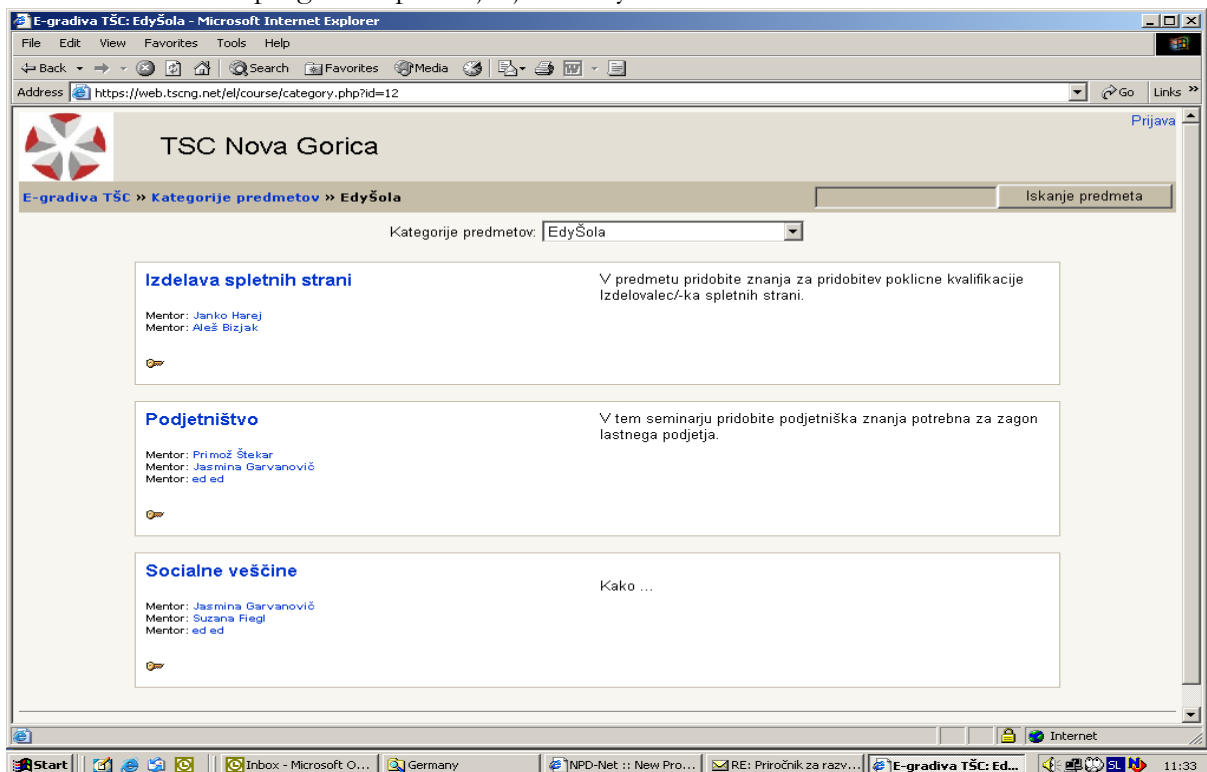 E-gradiva TŠC: EdyŠola - Microsoft Internet Explorer
File Edit View Favorites Tools Help
Back Search Favorites Media
Address https://web.tscng.net/el/course/category.php?id=12 Go Links »
Prijava
TSC Nova Gorica
E-gradiva TŠC » Kategorije predmetov » EdyŠola Iskanje predmeta
Kategorije predmetov: EdyŠola
Izdelava spletnih strani
V predmetu pridobite znanja za pridobitev poklicne kvalifikacije
Izdelovalec/-ka spletnih strani.
Mentor: Janko Harej
Mentor: Aleš Bizjak
Podjetništvo
V tem seminarju pridobite podjetniška znanja potrebna za zagon
lastnega podjetja.
Mentor: Primož Štekar
Mentor: Jasmina Garvanovič
Mentor: ed ed
Socialne veščine
Kako ...
Mentor: Jasmina Garvanovič
Mentor: Suzana Fiegl
Mentor: ed ed
Internet
Start Inbox - Microsoft O... Germany NPD-Net :: New Pro... RE: Priročnik za razv... E-gradiva TŠC: Ed... SL 11:33